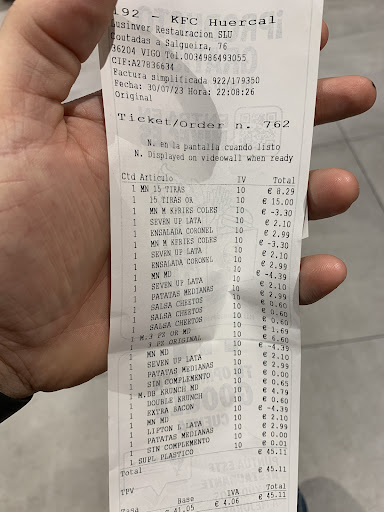 192 - KFC Huercal
Lusinver Restauracion SLU
Coutadas a Salgueira, 76
36204 VIGO Tel.0034986493055
CIF:A27836634
Factura simplificada 922/179350
Fecha: 30/07/23 Hora: 22:08:26
Original
Ticket/Order n. 762
N. en la pantalla cuando listo
N. Displayed on videowall when ready
Ctd Articulo IV Total
1 MN 15 TIRAS 10 € 8.29
1 15 TIRAS OR 10 € 15.00
1 MN M KFRIES COLES 10 € -3.30
1 SEVEN UP LATA 10 € 2.10
1 ENSALADA CORONEL 10 € 2.99
1 MN M KFRIES COLES 10 € -3.30
1 SEVEN UP LATA 10 € 2.10
1 ENSALADA CORONEL 10 € 2.99
1 MN MD 10 € -4.39
1 SEVEN UP LATA 10 € 2.10
1 PATATAS MEDIANAS 10 € 2.99
1 SALSA CHEETOS 10 € 0.60
1 SALSA CHEETOS 10 € 0.60
1 SALSA CHEETOS 10 € 0.60
1 M.3 PZ OR MD 10 € 1.69
1 3 PZ ORIGINAL 10 € 6.50
1 MN MD 10 € -4.39
1 SEVEN UP LATA 10 € 2.10
1 PATATAS MEDIANAS 10 € 2.99
1 SIN COMPLEMENTO 10 € 0.00
1 M.DB KRUNCH MD 10 € 0.65
1 DOUBLE KRUNCH 10 € 4.79
1 EXTRA BACON 10 € 0.60
1 MN MD 10 € -4.39
1 LIPTON L LATA 10 € 2.10
1 PATATAS MEDIANAS 10 € 2.99
1 SIN COMPLEMENTO 10 € 0.00
1 SUPL PLASTICO 10 € 0.01
Total € 45.11
TPV € 45.11
Tasa Base IVA Total
€ 41.05 € 4.06 € 45.11